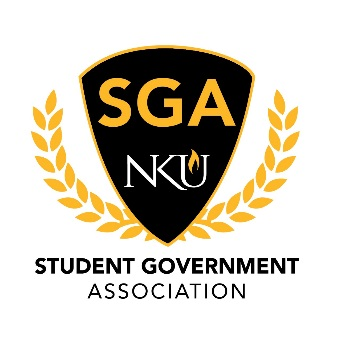 SGA
NKU
STUDENT GOVERNMENT
ASSOCIATION